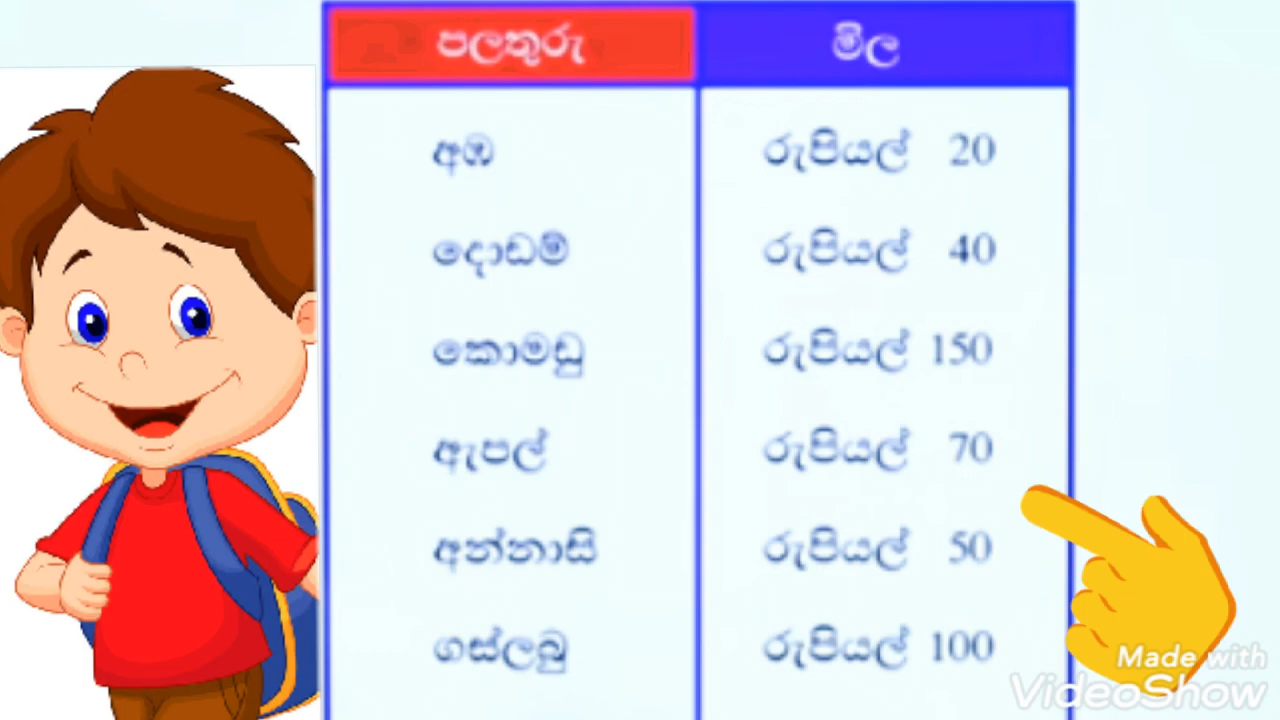 පලතුරු මිල
අඹ රුපියල් 20
දොඩම් රුපියල් 40
කොමඩු රුපියල් 150
ඇපල් රුපියල් 70
අන්නාසි රුපියල් 50
ගස්ලබු රුපියල් 100
Made with
VideoShow